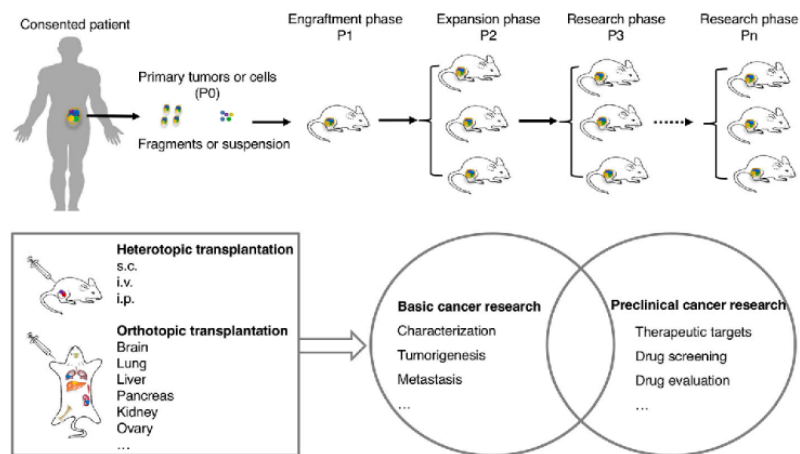 Consented patient
Primary tumors or cells
(P0)
Fragments or suspension
Engraftment phase
P1
Expansion phase
P2
Research phase
P3
Research phase
Pn
Heterotopic transplantation
s.c.
i.v.
i.p.
Orthotopic transplantation
Brain
Lung
Liver
Pancreas
Kidney
Ovary
...
Basic cancer research
Characterization
Tumorigenesis
Metastasis
...
Preclinical cancer research
Therapeutic targets
Drug screening
Drug evaluation
...